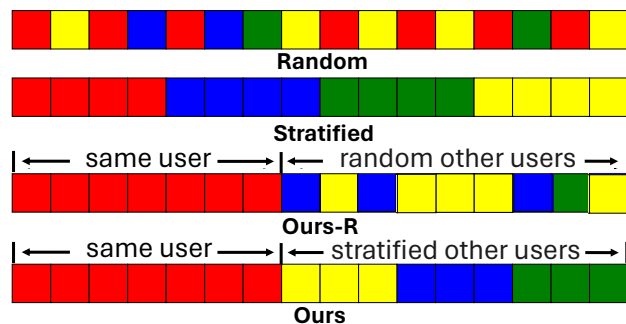 Random
Stratified
same user random other users
Ours-R
same user stratified other users
Ours